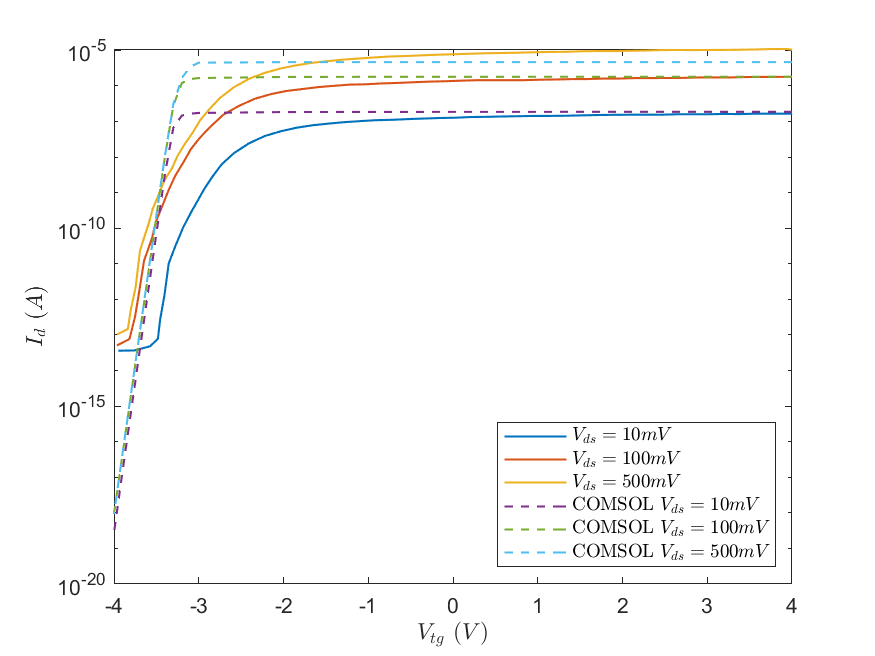 10^-5
10^-10
10^-15
10^-20
I_d (A)
-4 -3 -2 -1 0 1 2 3 4
V_tg (V)
V_ds = 10mV
V_ds = 100mV
V_ds = 500mV
COMSOL V_ds = 10mV
COMSOL V_ds = 100mV
COMSOL V_ds = 500mV